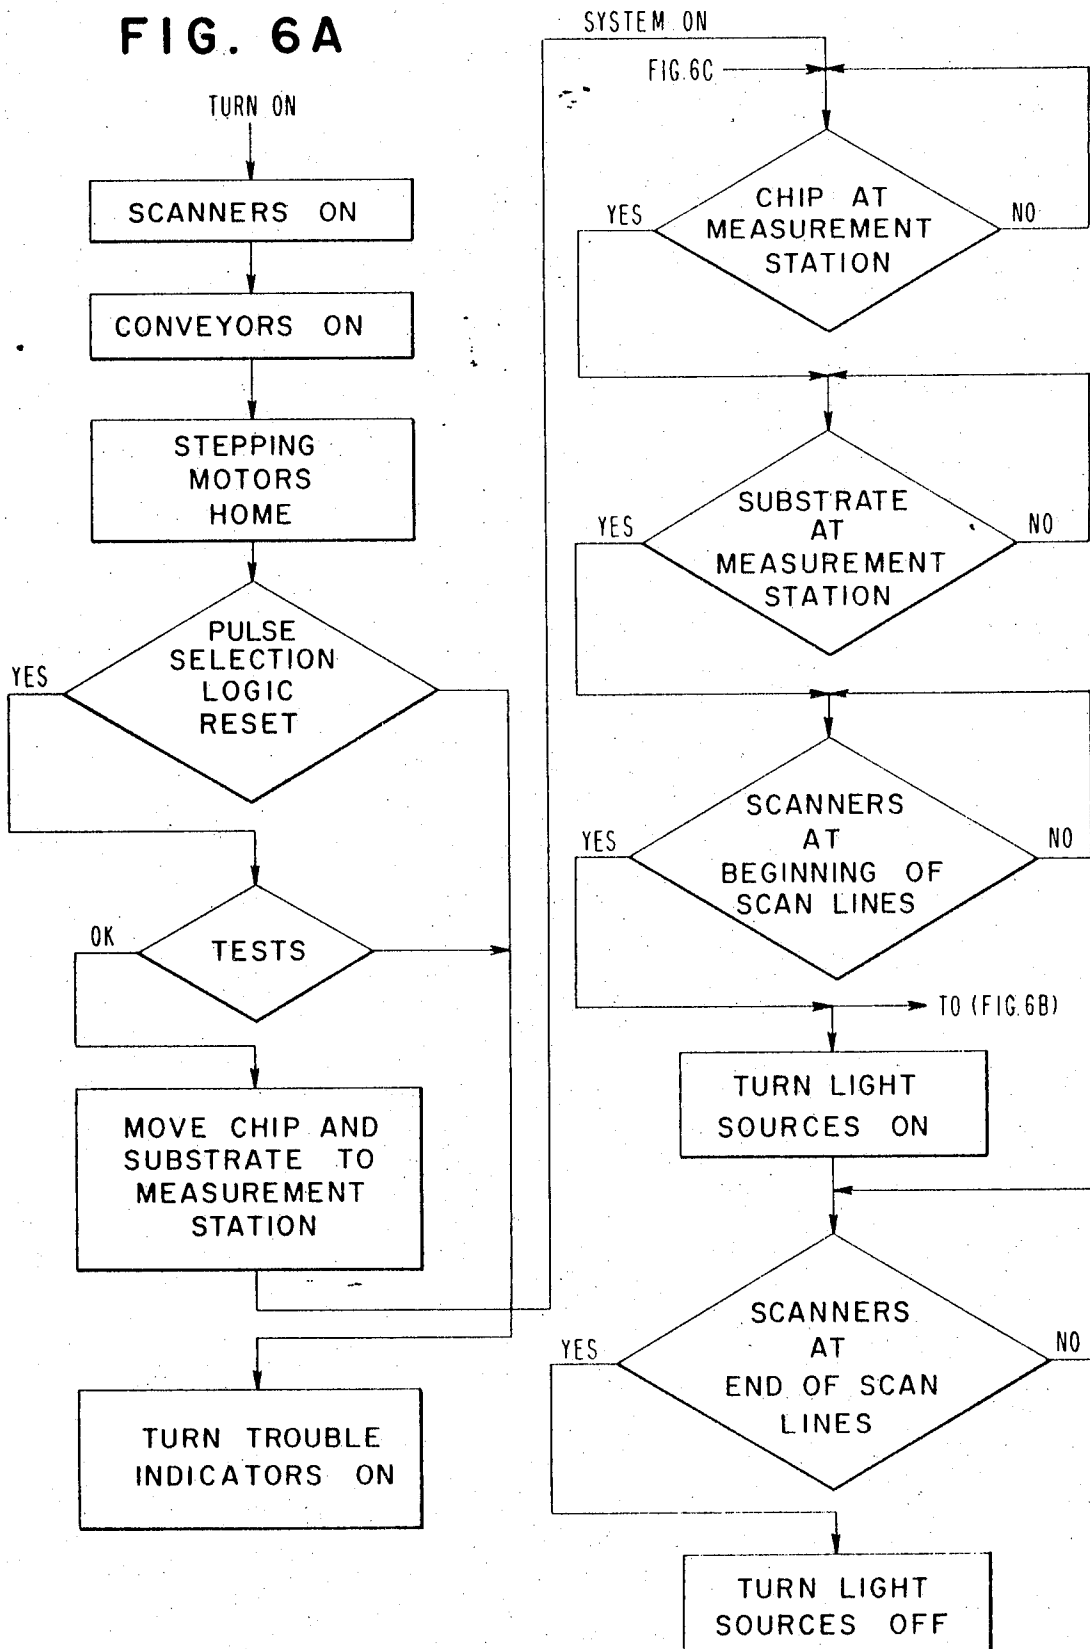 FIG. 6A
TURN ON
SCANNERS ON
CONVEYORS ON
STEPPING
MOTORS
HOME
PULSE
SELECTION
LOGIC
RESET
YES
TESTS
OK
MOVE CHIP AND
SUBSTRATE TO
MEASUREMENT
STATION
TURN TROUBLE
INDICATORS ON
SYSTEM ON
FIG.6C
CHIP AT
MEASUREMENT
STATION
YES
NO
SUBSTRATE
AT
MEASUREMENT
STATION
YES
NO
SCANNERS
AT
BEGINNING OF
SCAN LINES
YES
NO
TO (FIG.6B)
TURN LIGHT
SOURCES ON
SCANNERS
AT
END OF SCAN
LINES
YES
NO
TURN LIGHT
SOURCES OFF